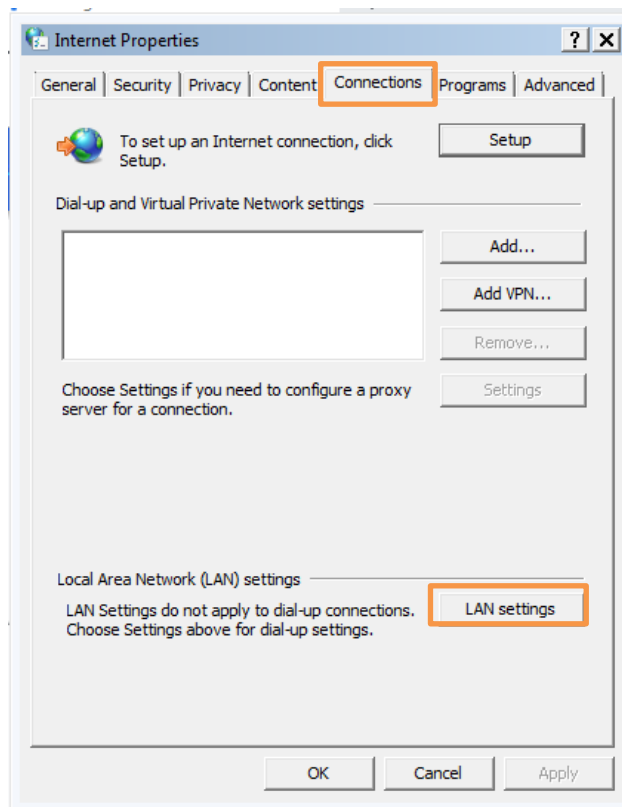 Internet Properties
General Security Privacy Content Connections Programs Advanced
To set up an Internet connection, click
Setup.
Setup
Dial-up and Virtual Private Network settings
Add...
Add VPN...
Remove...
Choose Settings if you need to configure a proxy
server for a connection.
Settings
Local Area Network (LAN) settings
LAN Settings do not apply to dial-up connections.
Choose Settings above for dial-up settings.
LAN settings
OK Cancel Apply